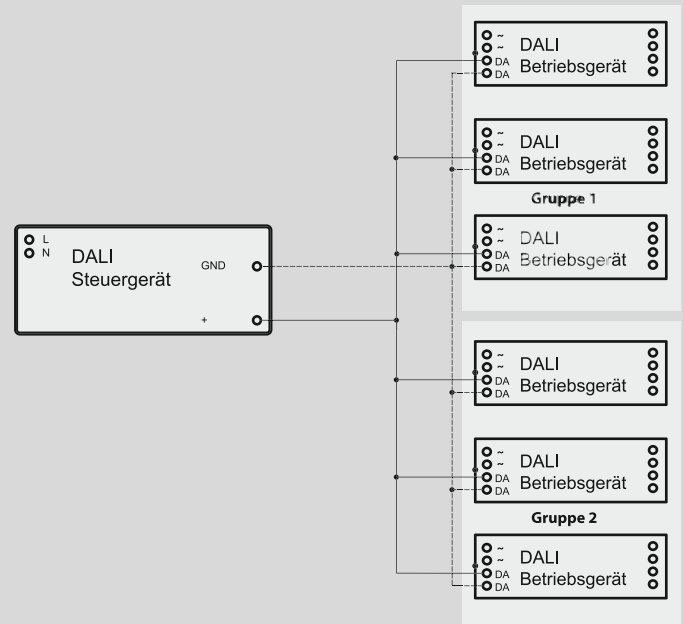 ~
~
DA
DA
DALI
Betriebsgerät
~
~
DA
DA
DALI
Betriebsgerät
Gruppe 1
~
~
DA
DA
DALI
Betriebsgerät
L
N
DALI
Steuergerät
GND
+
~
~
DA
DA
DALI
Betriebsgerät
~
~
DA
DA
DALI
Betriebsgerät
Gruppe 2
~
~
DA
DA
DALI
Betriebsgerät